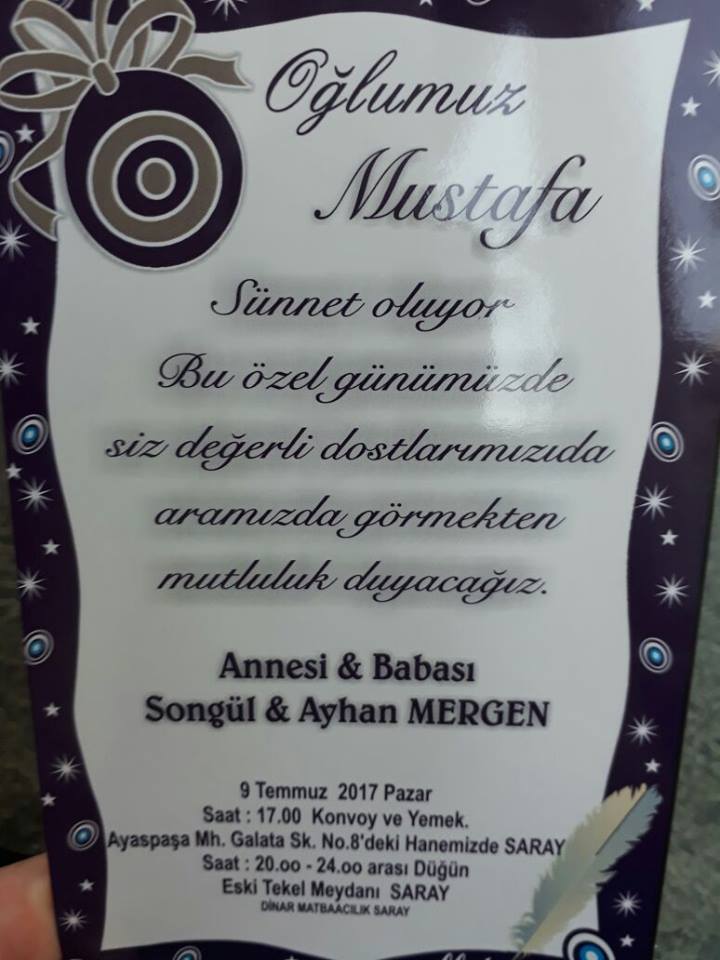 Oğlumuz
Mustafa
Sünnet oluyor
Bu özel günümüzde
siz değerli dostlarımızıda
aramızda görmekten
mutluluk duyacağız.
Annesi & Babası
Songül & Ayhan MERGEN
9 Temmuz 2017 Pazar
Saat : 17.00 Konvoy ve Yemek.
Ayaspaşa Mh. Galata Sk. No.8'deki Hanemizde SARAY
Saat : 20.oo - 24.oo arası Düğün
Eski Tekel Meydanı SARAY
DİNAR MATBAACILIK SARAY